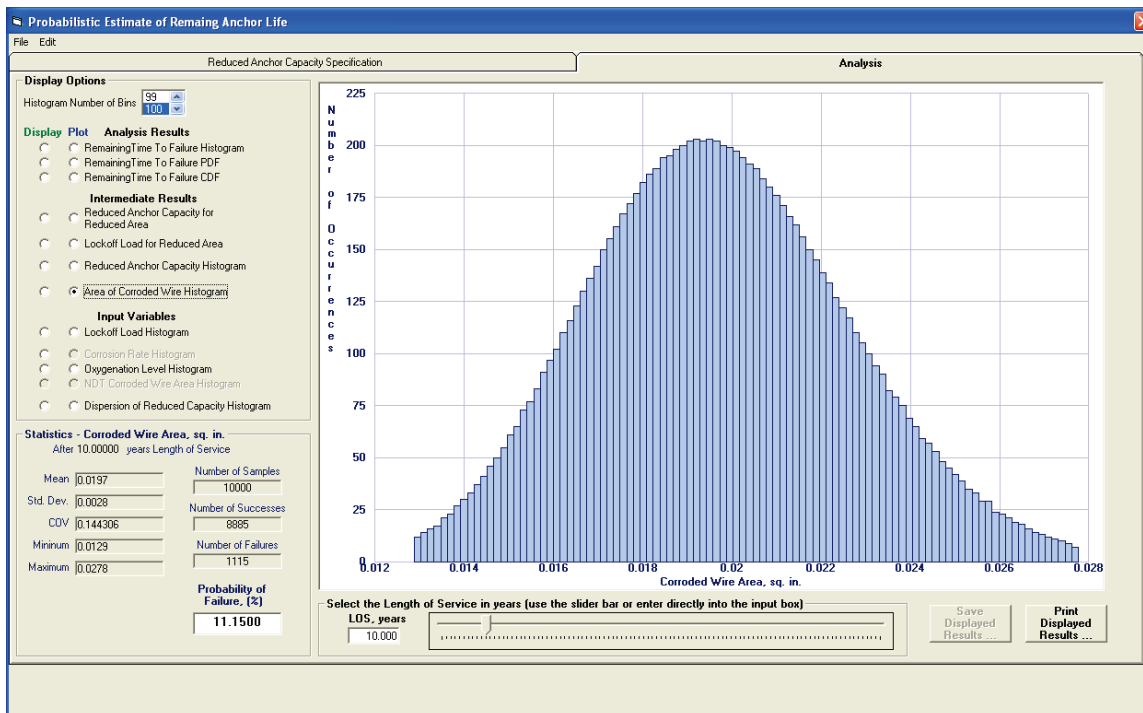 Probabilistic Estimate of Remaing Anchor Life
File Edit
Reduced Anchor Capacity Specification
Analysis
Display Options
Histogram Number of Bins
99
100
Display Plot Analysis Results
RemainingTime To Failure Histogram
RemainingTime To Failure PDF
RemainingTime To Failure CDF
Intermediate Results
Reduced Anchor Capacity for
Reduced Area
Lockoff Load for Reduced Area
Reduced Anchor Capacity Histogram
Area of Corroded Wire Histogram
Input Variables
Lockoff Load Histogram
Corrosion Rate Histogram
Oxygenation Level Histogram
NDT Corroded Wire Area Histogram
Dispersion of Reduced Capacity Histogram
Statistics - Corroded Wire Area, sq. in.
After 10.00000 years Length of Service
Mean 0.0197
Std. Dev. 0.0028
COV 0.144306
Mininum 0.0129
Maximum 0.0278
Number of Samples
10000
Number of Successes
8885
Number of Failures
1115
Probability of
Failure, (%)
11.1500
Number of Occurrences
225
200
175
150
125
100
75
50
25
0
0.012 0.014 0.016 0.018 0.02 0.022 0.024 0.026 0.028
Corroded Wire Area, sq. in.
Select the Length of Service in years (use the slider bar or enter directly into the input box)
LOS, years
10.000
Save
Displayed
Results ...
Print
Displayed
Results ...